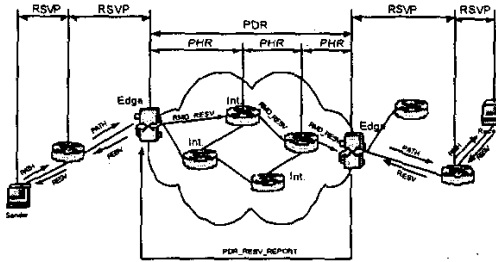 RSVP
RSVP
PDR
RSVP
RSVP
PHR
PHR
PHR
Edge
Int.
RMD_RESV
RMD_RESV
RMD_RESV
Edge
Int.
Int.
PATH
RESV
PATH
RESV
PATH
RESV
PATH
RESV
Sender
PDR_RESV_REPORT